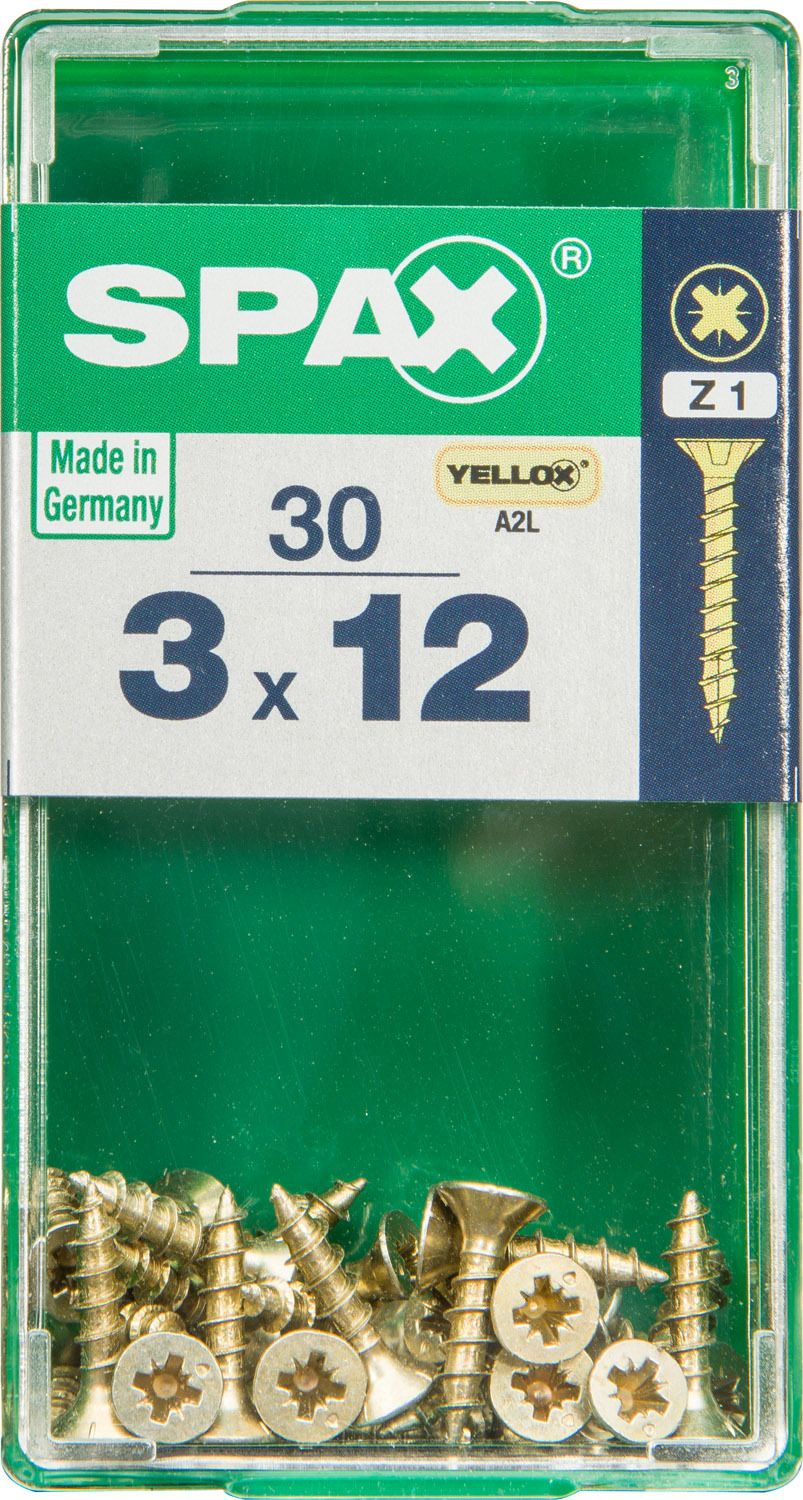 3
SPAX®
Z 1
Made in
Germany
YELLOX®
A2L
30
3 x 12